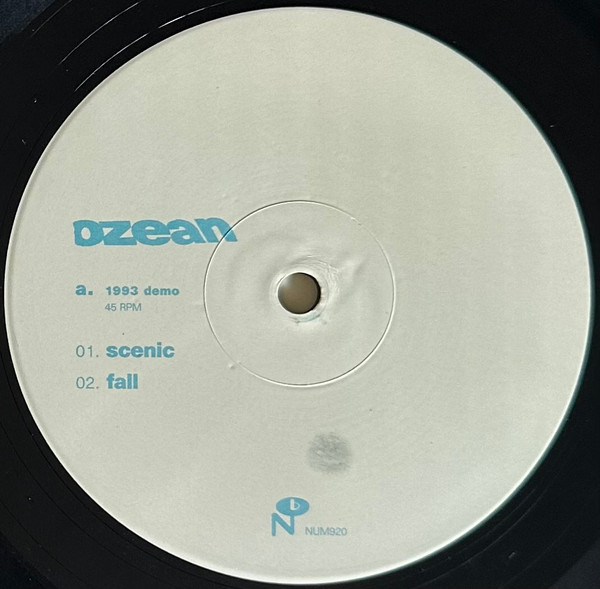 ozean
a. 1993 demo
45 RPM
01. scenic
02. fall
N b
NUM920